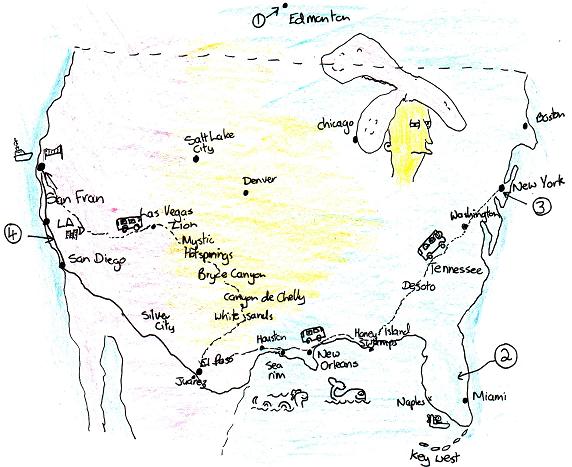 1
Edmonton
Chicago
Boston
Salt Lake
City
Denver
San Fran
New York
3
Las Vegas
Zion
Washington
4
LA
Mystic
Hotsprings
San Diego
Bryce Canyon
Tennessee
Canyon de Chelly
DeSoto
White Sands
Silver
City
Houston
Honey Island
Swamps
El Paso
Sea
rim
New
Orleans
2
Juarez
Naples
Miami
Key West